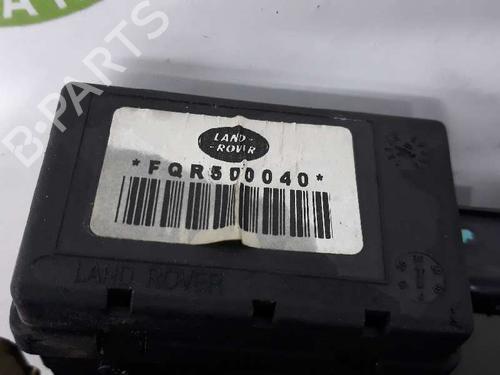 B-PARTS
LAND-
-ROVER
*FQR500040*
LAND ROVER